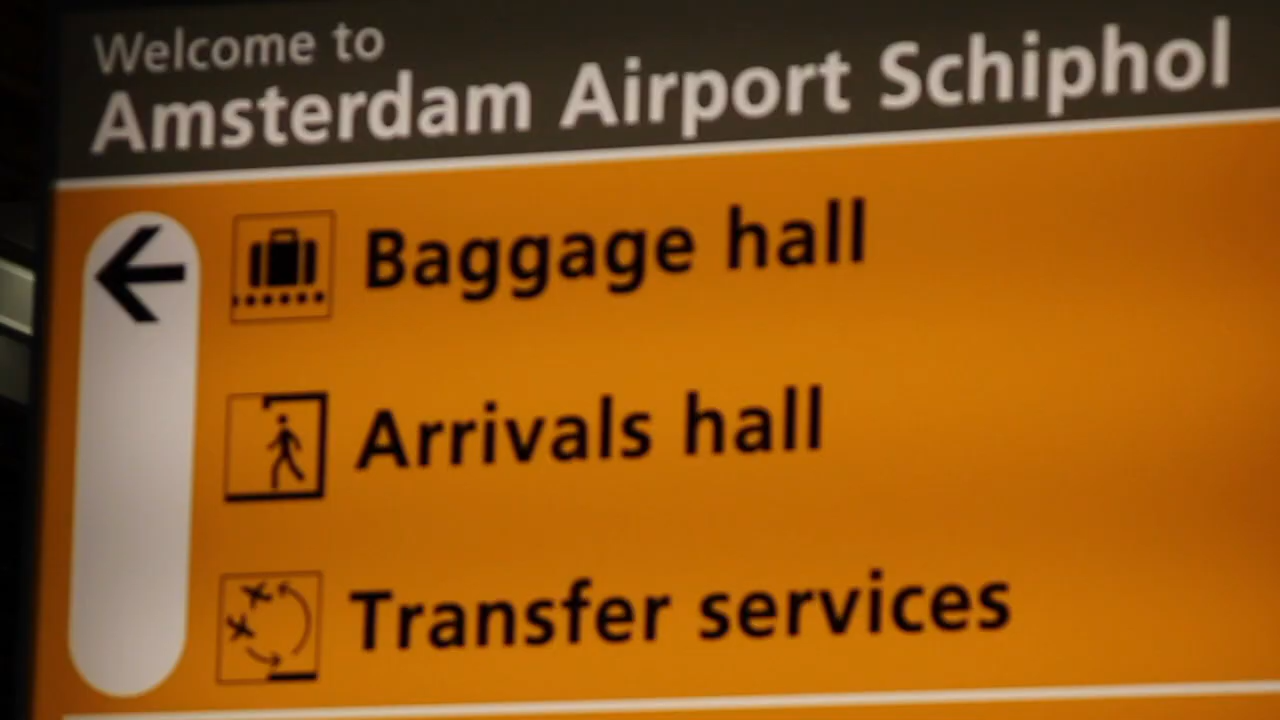 Welcome to
Amsterdam Airport Schiphol
Baggage hall
Arrivals hall
Transfer services